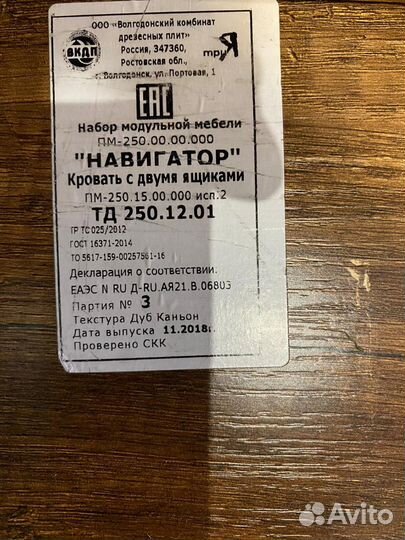 ООО «Волгодонский комбинат
древесных плит»
Россия, 347360,
Ростовская обл.,
г. Волгодонск, ул. Портовая, 1
ВКДП
ТриЯ
ЕАС
Набор модульной мебели
ПМ-250.00.00.000
"НАВИГАТОР"
Кровать с двумя ящиками
ПМ-250.15.00.000 исп.2
ТД 250.12.01
ТР ТС 025/2012
ГОСТ 16371-2014
ТО 5617-159-00257561-16
Декларация о соответствии:
ЕАЭС N RU Д-RU.АЯ21.В.06803
Партия № 3
Текстура Дуб Каньон
Дата выпуска 11.2018г.
Проверено СКК
Avito